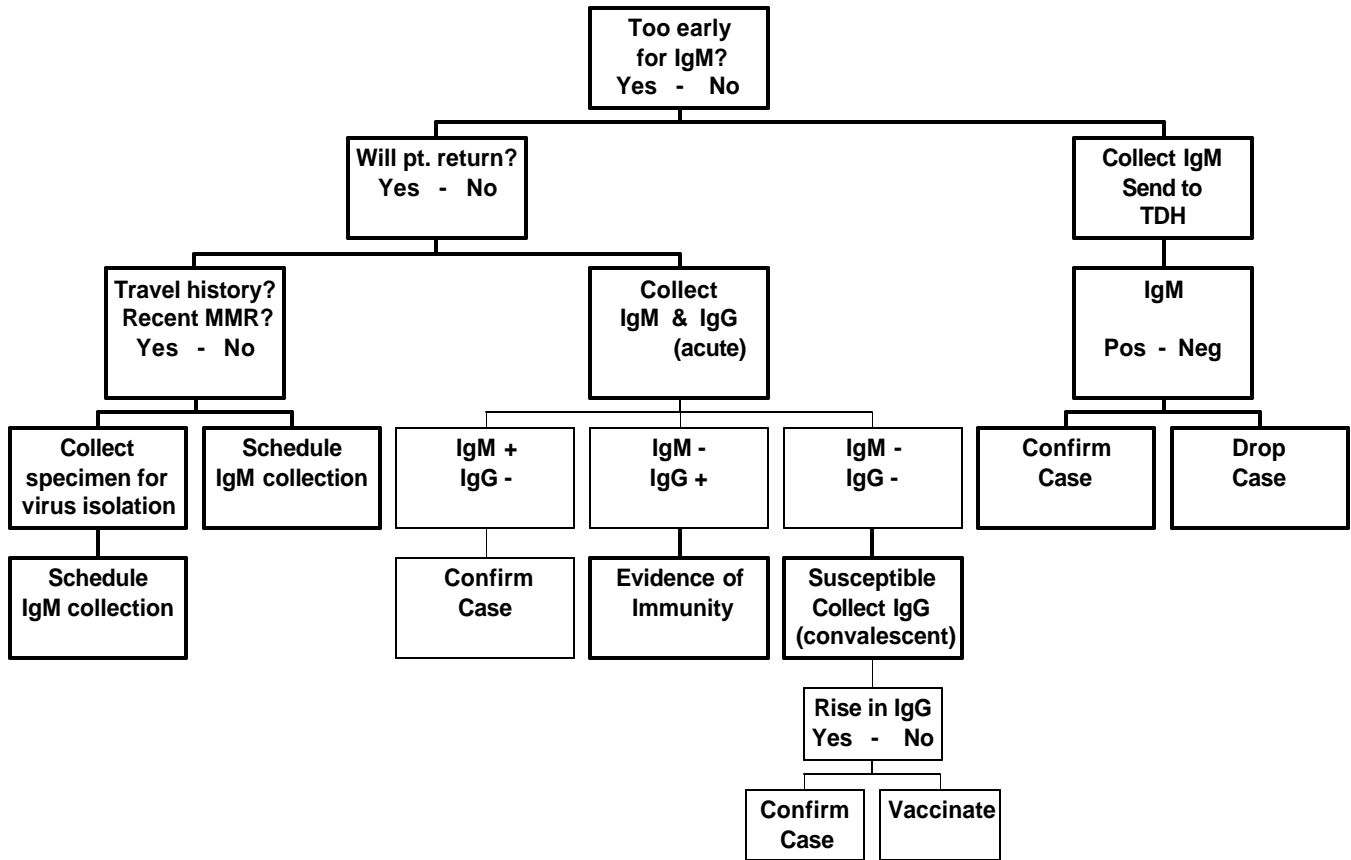 Too early
for IgM?
Yes - No
Will pt. return?
Yes - No
Collect IgM
Send to
TDH
Travel history?
Recent MMR?
Yes - No
Collect
IgM & IgG
(acute)
IgM
Pos - Neg
Collect
specimen for
virus isolation
Schedule
IgM collection
IgM +
IgG -
IgM -
IgG +
IgM -
IgG -
Confirm
Case
Drop
Case
Schedule
IgM collection
Confirm
Case
Evidence of
Immunity
Susceptible
Collect IgG
(convalescent)
Rise in IgG
Yes - No
Confirm
Case
Vaccinate